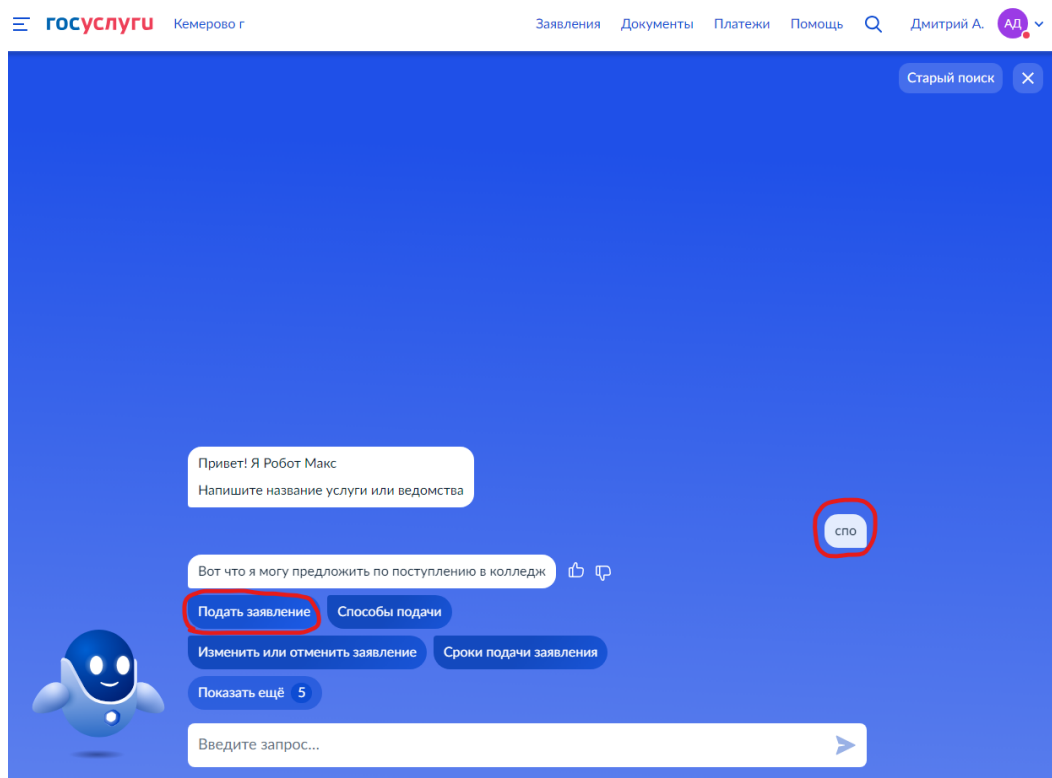 госуслуги Кемерово г Заявления Документы Платежи Помощь Дмитрий А. АД
Старый поиск
Привет! Я Робот Макс
Напишите название услуги или ведомства
спо
Вот что я могу предложить по поступлению в колледж
Подать заявление Способы подачи
Изменить или отменить заявление Сроки подачи заявления
Показать ещё 5
Введите запрос...